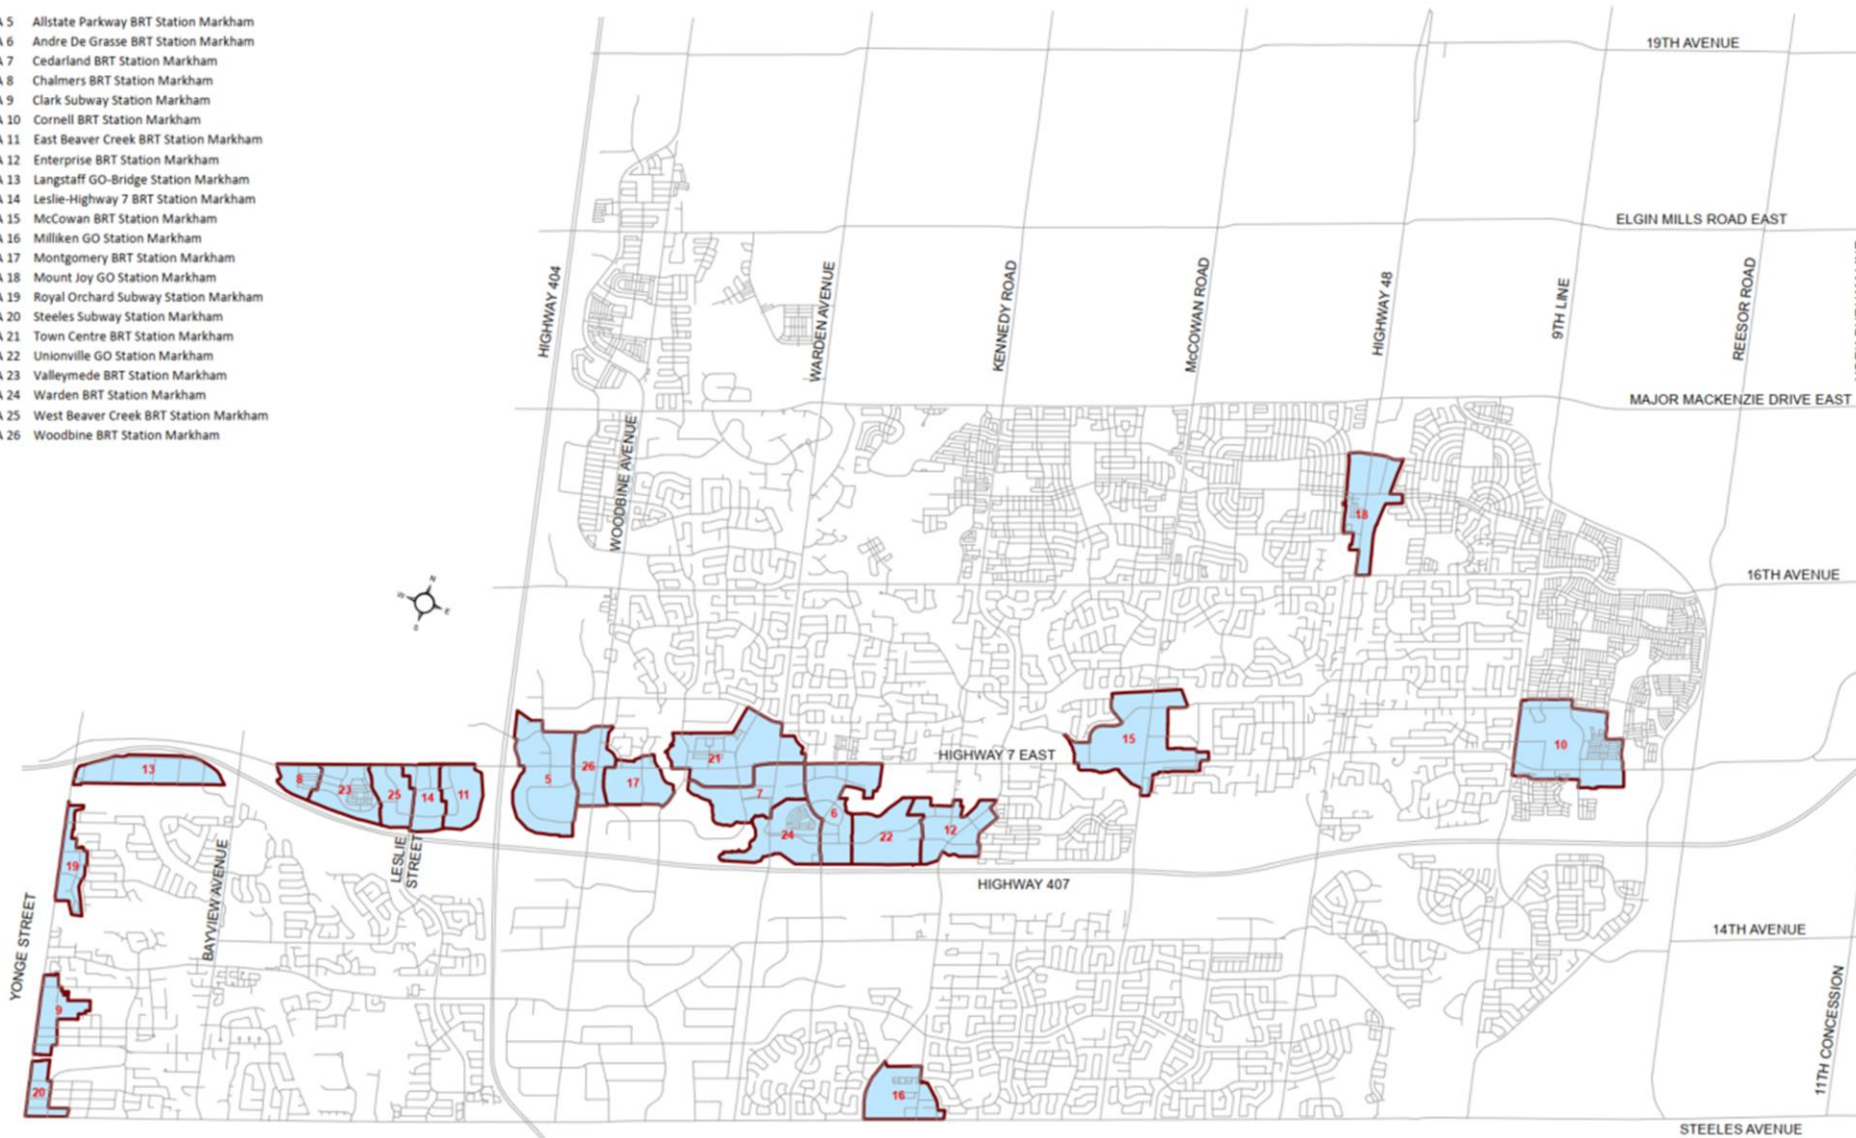 A 5 Allstate Parkway BRT Station Markham
A 6 Andre De Grasse BRT Station Markham
A 7 Cedarland BRT Station Markham
A 8 Chalmers BRT Station Markham
A 9 Clark Subway Station Markham
A 10 Cornell BRT Station Markham
A 11 East Beaver Creek BRT Station Markham
A 12 Enterprise BRT Station Markham
A 13 Langstaff GO-Bridge Station Markham
A 14 Leslie-Highway 7 BRT Station Markham
A 15 McCowan BRT Station Markham
A 16 Milliken GO Station Markham
A 17 Montgomery BRT Station Markham
A 18 Mount Joy GO Station Markham
A 19 Royal Orchard Subway Station Markham
A 20 Steeles Subway Station Markham
A 21 Town Centre BRT Station Markham
A 22 Unionville GO Station Markham
A 23 Valleymede BRT Station Markham
A 24 Warden BRT Station Markham
A 25 West Beaver Creek BRT Station Markham
A 26 Woodbine BRT Station Markham
19TH AVENUE
ELGIN MILLS ROAD EAST
HIGHWAY 404
WARDEN AVENUE
KENNEDY ROAD
McCOWAN ROAD
HIGHWAY 48
9TH LINE
REESOR ROAD
MAJOR MACKENZIE DRIVE EAST
WOODBINE AVENUE
18
16TH AVENUE
N
W
E
S
HIGHWAY 7 EAST
15
10
13
8
23
25
14
11
5
26
17
21
7
6
24
22
12
19
LESLIE
STREET
BAYVIEW AVENUE
YONGE STREET
HIGHWAY 407
14TH AVENUE
9
20
16
11TH CONCESSION
STEELES AVENUE